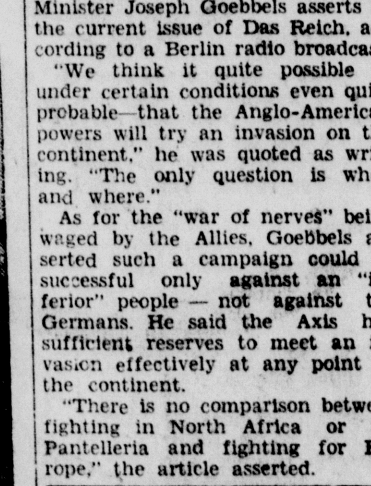 Minister Joseph Goebbels asserts
the current issue of Das Reich, a
cording to a Berlin radio broadca
"We think it quite possible
under certain conditions even qui
probable—that the Anglo-Americ
powers will try an invasion on t
continent," he was quoted as wr
ing. "The only question is wh
and where."
As for the "war of nerves" bei
waged by the Allies, Goebbels a
serted such a campaign could
successful only against an "i
ferior" people — not against t
Germans. He said the Axis h
sufficient reserves to meet an i
vasion effectively at any point
the continent.
"There is no comparison betwe
fighting in North Africa or
Pantelleria and fighting for E
rope," the article asserted.